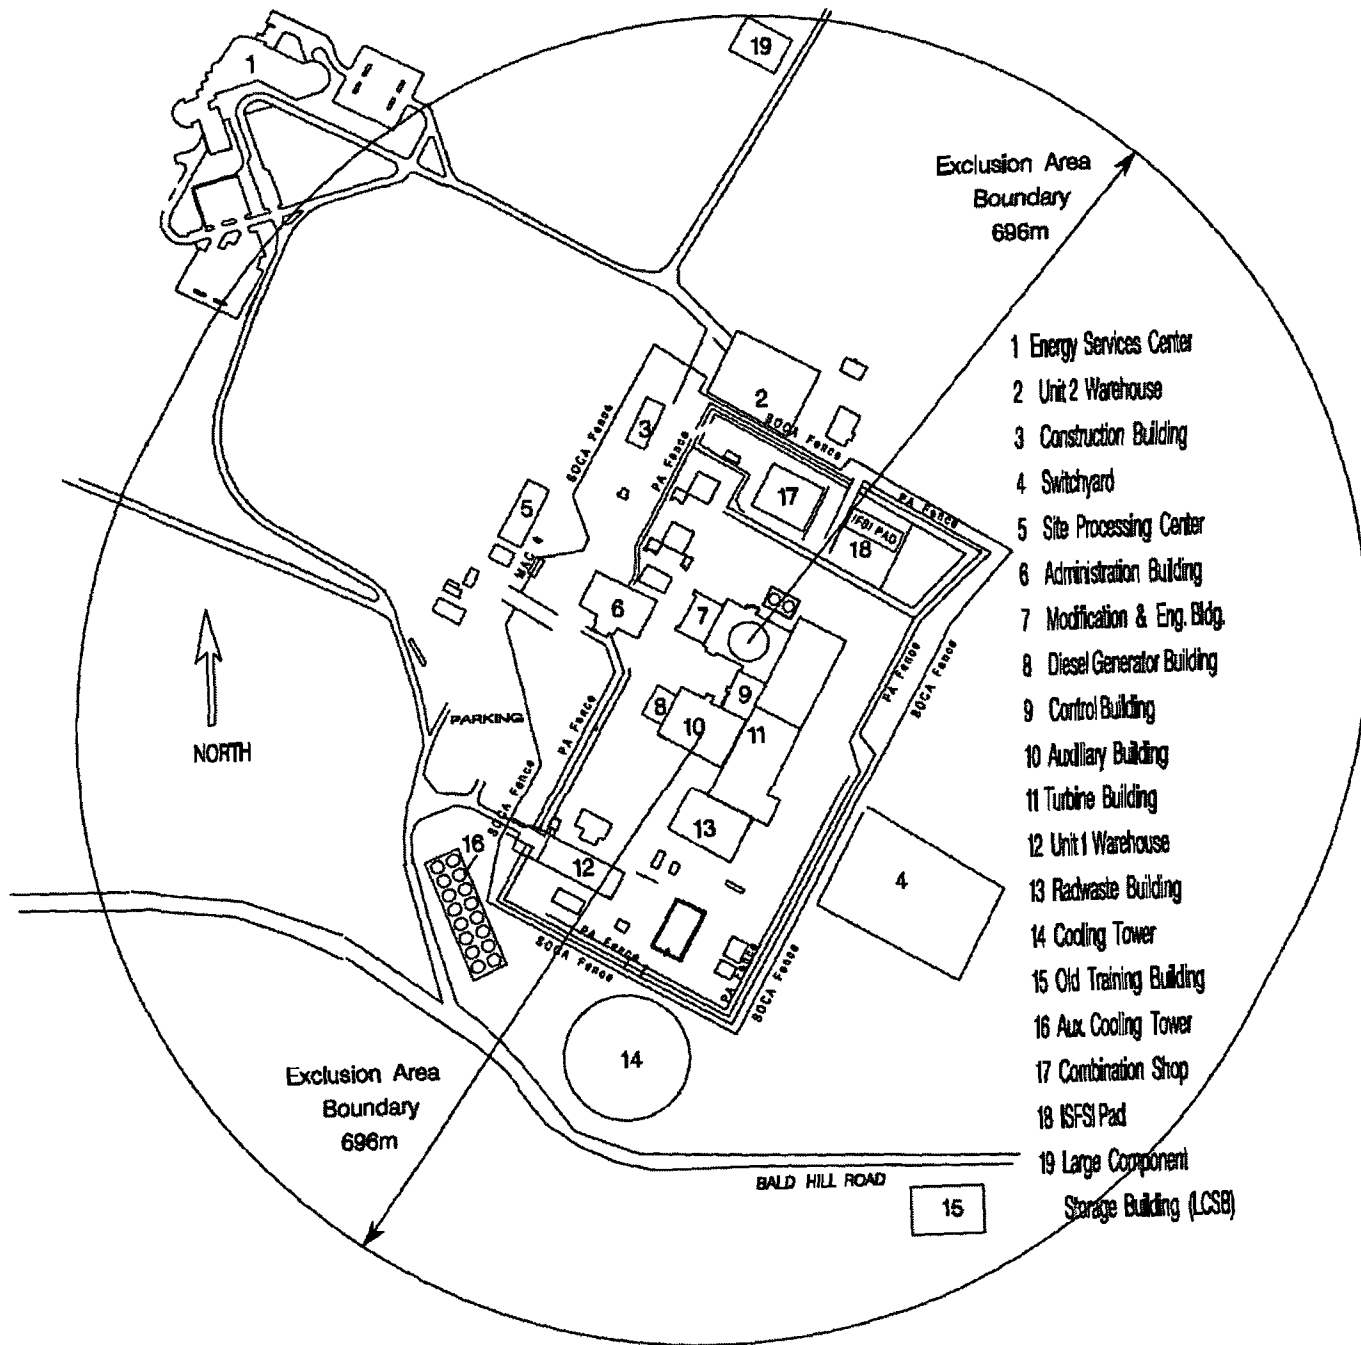 19
1
Exclusion Area
Boundary
696m
1 Energy Services Center
2 Unit 2 Warehouse
3 Construction Building
4 Switchyard
5 Site Processing Center
6 Administration Building
7 Modification & Eng. Bldg.
8 Diesel Generator Building
9 Control Building
10 Auxiliary Building
11 Turbine Building
12 Unit 1 Warehouse
13 Radwaste Building
14 Cooling Tower
15 Old Training Building
16 Aux. Cooling Tower
17 Combination Shop
18 ISFSI Pad
19 Large Component
Storage Building (LCSB)
2
SOCA Fence
3
SOCA Fence
PA Fence
17
PA Fence
IFSI PAD
18
5
MAC 4
6
7
PA Fence
SOCA Fence
9
8
10
11
NORTH
PARKING
PA Fence
SOCA Fence
16
12
13
4
PA Fence
SOCA Fence
PA Fence
SOCA Fence
14
Exclusion Area
Boundary
696m
BALD HILL ROAD
15